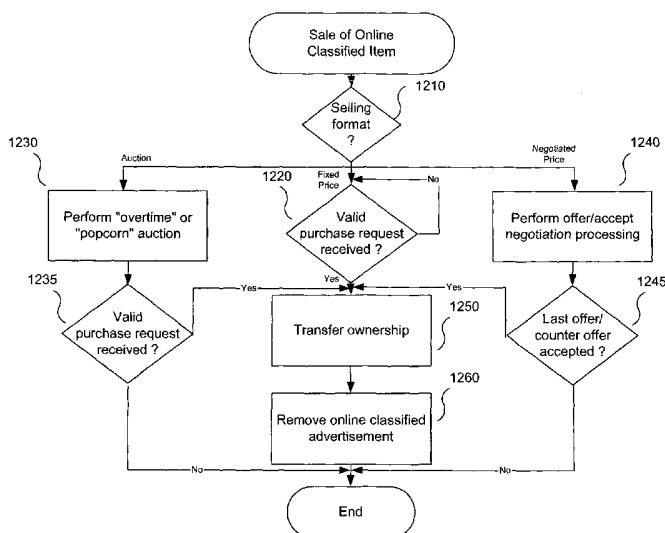 Sale of Online
Classified Item
1210
Selling
format
?
1230
Auction
1220
Fixed
Price
No
Negotiated
Price
1240
Perform "overtime" or
"popcorn" auction
Valid
purchase request
received ?
Perform offer/accept
negotiation processing
1235
Yes
Yes
Yes
1245
Valid
purchase request
received ?
Transfer ownership
1250
Last offer/
counter offer
accepted ?
1260
Remove online classified
advertisement
No
No
End